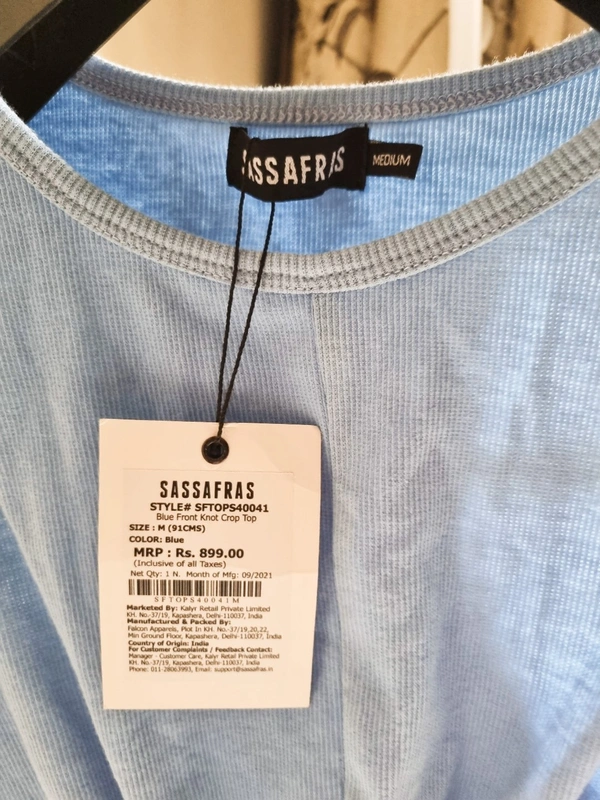 SASSAFRAS
MEDIUM
SASSAFRAS
STYLE# SFTOPS40041
Blue Front Knot Crop Top
SIZE : M (91CMS)
COLOR: Blue
MRP : Rs. 899.00
(Inclusive of all Taxes)
Net Qty: 1 N. Month of Mfg: 09/2021
SFTOPS40041M
Marketed By: Kalyr Retail Private Limited
KH. No.-37/19, Kapashera, Delhi-110037, India
Manufactured & Packed By:
Falcon Apparels, Plot In KH. No.-37/19,20,22,
Min Ground Floor, Kapashera, Delhi-110037, India
Country of Origin: India
For Customer Complaints / Feedback Contact:
Manager - Customer Care, Kalyr Retail Private Limited
KH. No.-37/19, Kapashera, Delhi-110037, India
Phone: 011-28063993, Email: support@sassafras.in